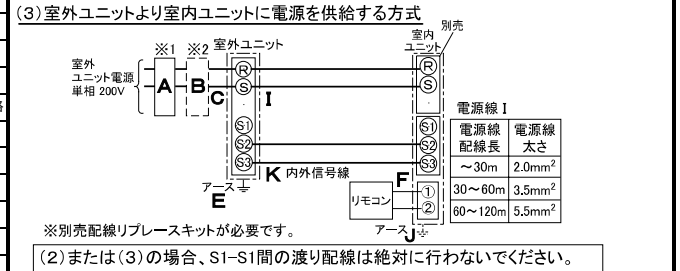 (3)室外ユニットより室内ユニットに電源を供給する方式
※1 ※2 室外ユニット
室内
ユニット
別売
室外
ユニット電源
単相 200V
A B C
R
S
I
R
S
S1
S2
S3
S1
S2
S3
K 内外信号線
アース
E
F
リモコン
①
②
アース J
電源線 I
電源線
配線長
電源線
太さ
~30m 2.0mm²
30~60m 3.5mm²
60~120m 5.5mm²
※別売配線リプレースキットが必要です。
(2)または(3)の場合、S1-S1間の渡り配線は絶対に行わないでください。